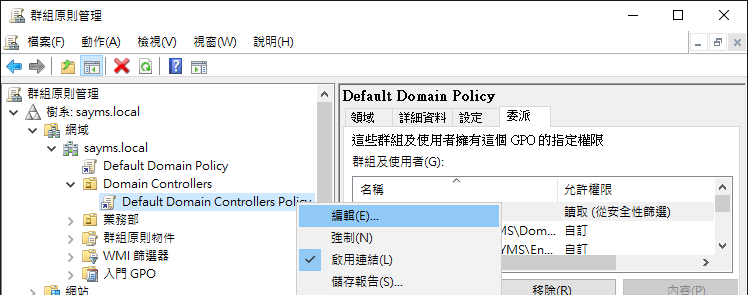 群組原則管理
檔案(F) 動作(A) 檢視(V) 視窗(W) 說明(H)
群組原則管理
樹系: sayms.local
網域
sayms.local
Default Domain Policy
Domain Controllers
Default Domain Controllers Policy
業務部
群組原則物件
WMI 篩選器
入門 GPO
網站
編輯(E)...
強制(N)
啟用連結(L)
儲存報告(S)...
Default Domain Policy
領域 詳細資料 設定 委派
這些群組及使用者擁有這個 GPO 的指定權限
群組及使用者(G):
名稱 允許權限
讀取 (從安全性篩選)
MS\Dom... 自訂
YMS\En... 自訂
移除(R) 內容(P)